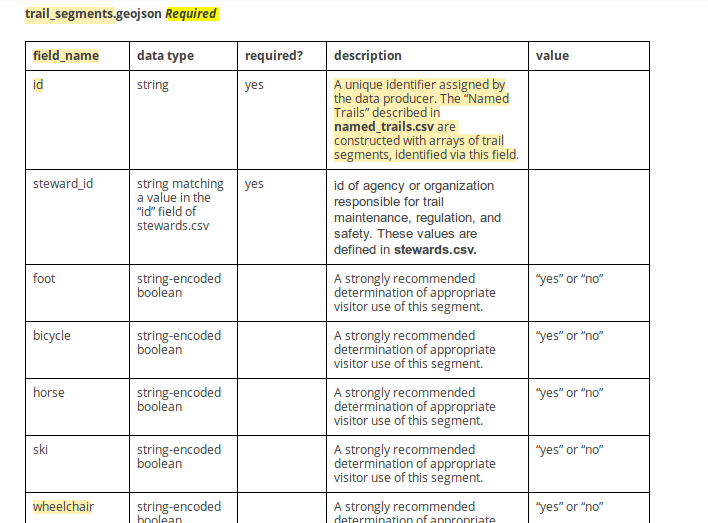 trail_segments.geojson Required
field_name data type required? description value
id string yes A unique identifier assigned by
the data producer. The “Named
Trails” described in
named_trails.csv are
constructed with arrays of trail
segments, identified via this field.
steward_id string matching yes id of agency or organization
a value in the responsible for trail
“id” field of maintenance, regulation, and
stewards.csv safety. These values are
defined in stewards.csv.
foot string-encoded A strongly recommended “yes” or “no”
boolean determination of appropriate
visitor use of this segment.
bicycle string-encoded A strongly recommended “yes” or “no”
boolean determination of appropriate
visitor use of this segment.
horse string-encoded A strongly recommended “yes” or “no”
boolean determination of appropriate
visitor use of this segment.
ski string-encoded A strongly recommended “yes” or “no”
boolean determination of appropriate
visitor use of this segment.
wheelchair string-encoded A strongly recommended “yes” or “no”
boolean determination of appropriate